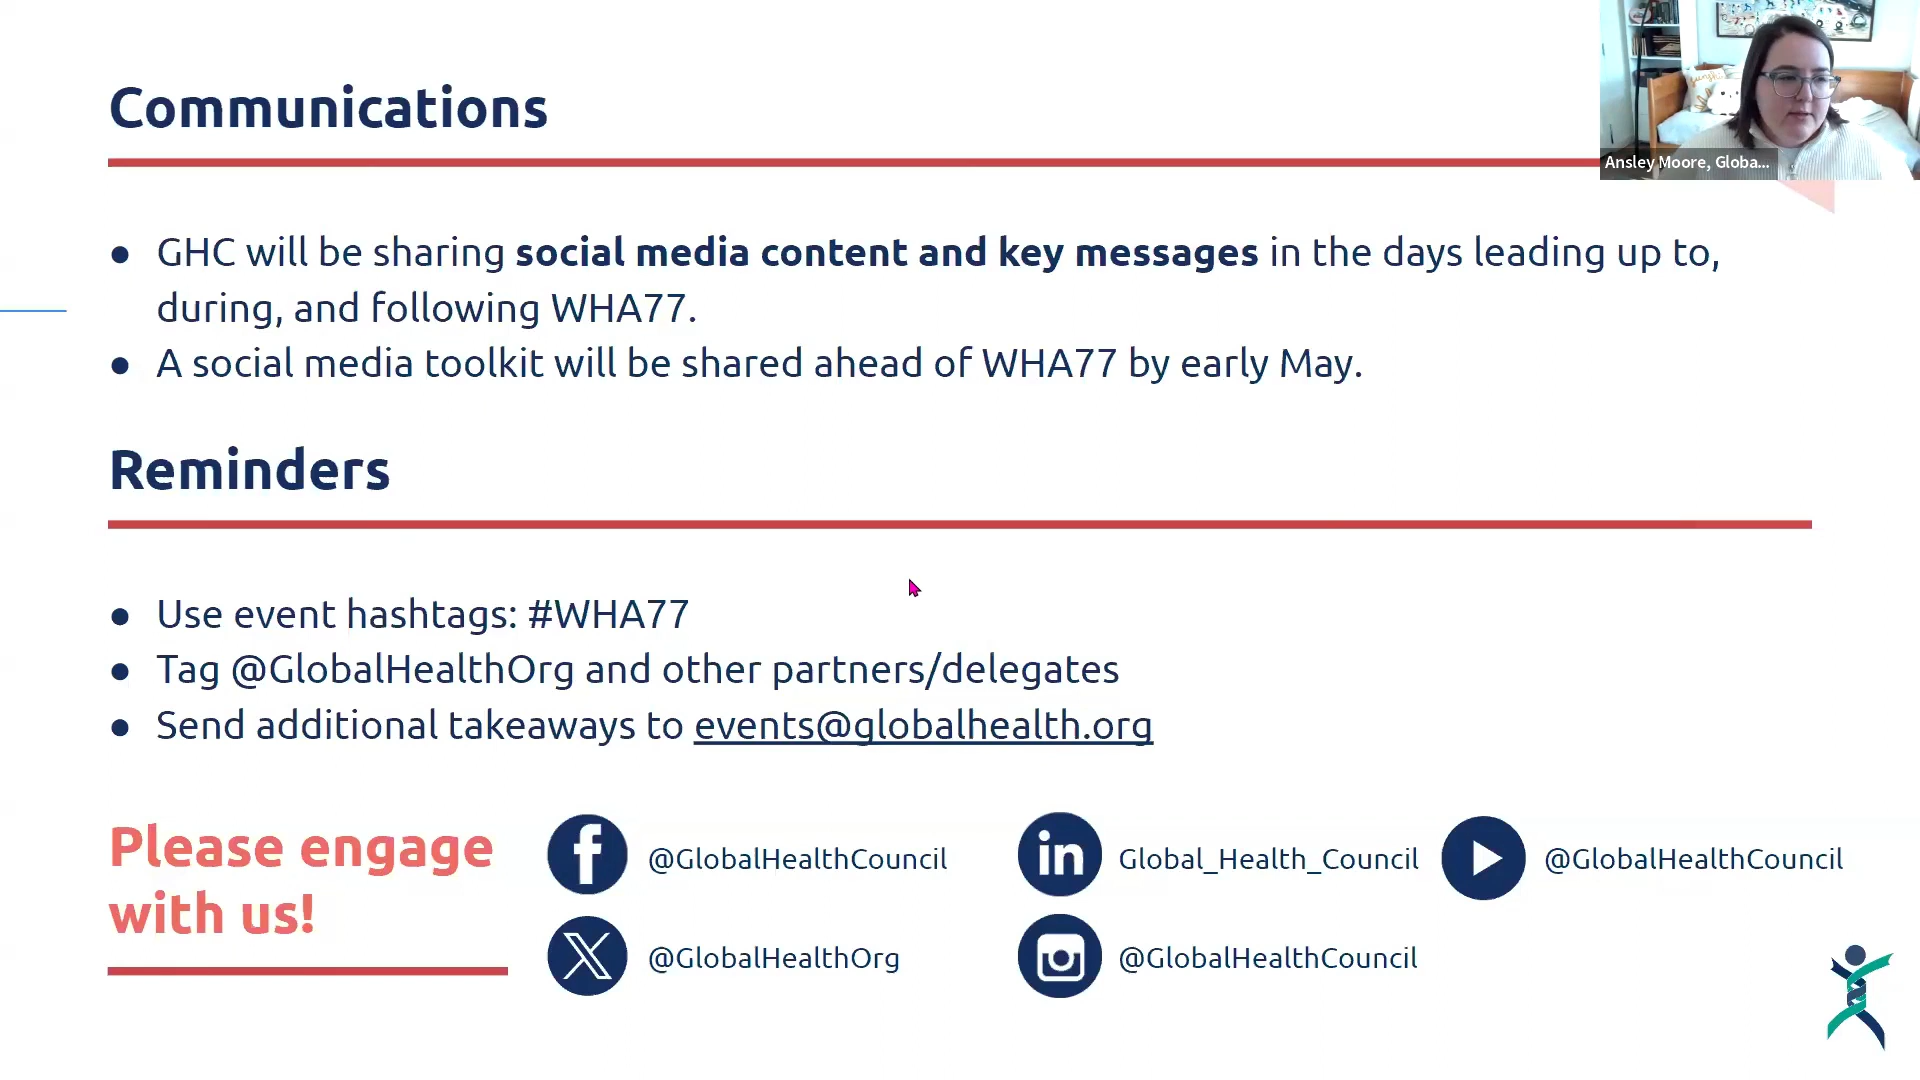 Communications
Ansley Moore, Globa...
● GHC will be sharing social media content and key messages in the days leading up to,
during, and following WHA77.
● A social media toolkit will be shared ahead of WHA77 by early May.
Reminders
● Use event hashtags: #WHA77
● Tag @GlobalHealthOrg and other partners/delegates
● Send additional takeaways to events@globalhealth.org
Please engage
with us!
@GlobalHealthCouncil
Global_Health_Council
@GlobalHealthCouncil
@GlobalHealthOrg
@GlobalHealthCouncil